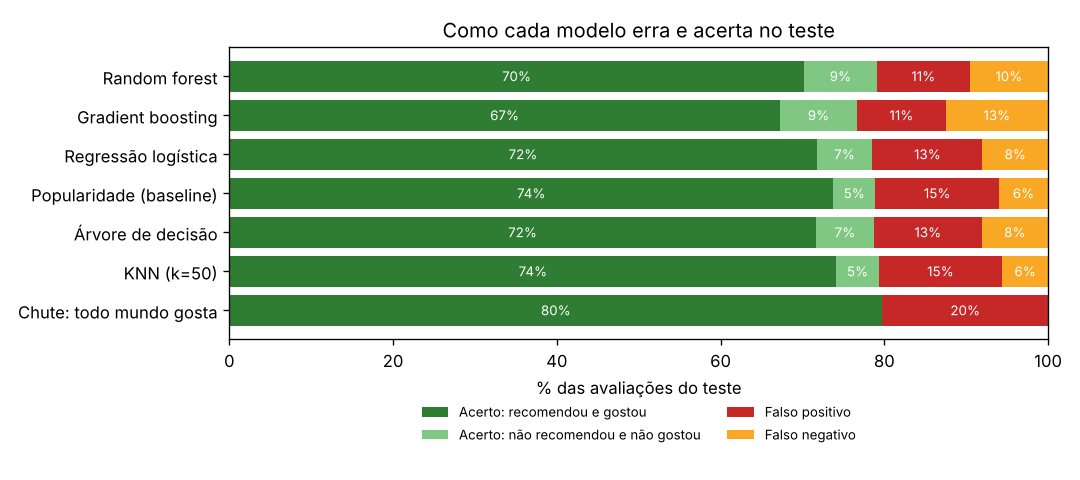 Como cada modelo erra e acerta no teste
Random forest 70% 9% 11% 10%
Gradient boosting 67% 9% 11% 13%
Regressão logística 72% 7% 13% 8%
Popularidade (baseline) 74% 5% 15% 6%
Árvore de decisão 72% 7% 13% 8%
KNN (k=50) 74% 5% 15% 6%
Chute: todo mundo gosta 80% 20%
0 20 40 60 80 100
% das avaliações do teste
Acerto: recomendou e gostou
Acerto: não recomendou e não gostou
Falso positivo
Falso negativo